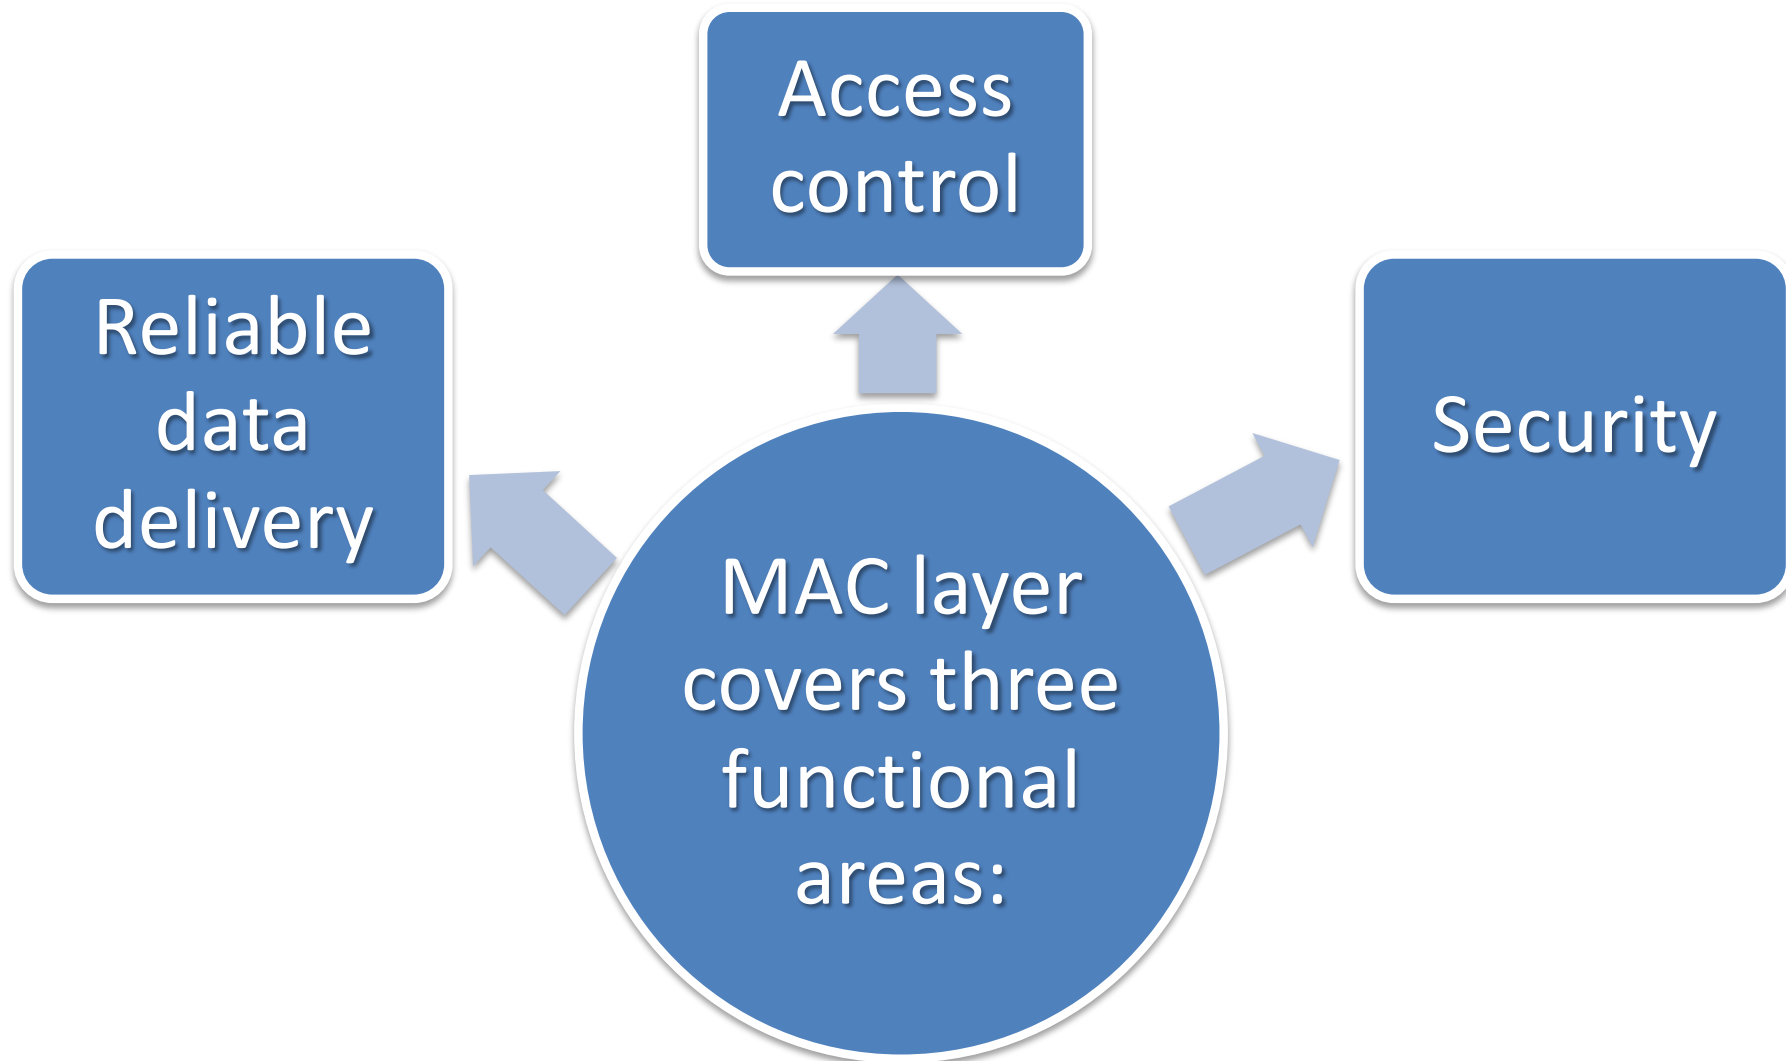 Access
control
Reliable
data
delivery
Security
MAC layer
covers three
functional
areas: